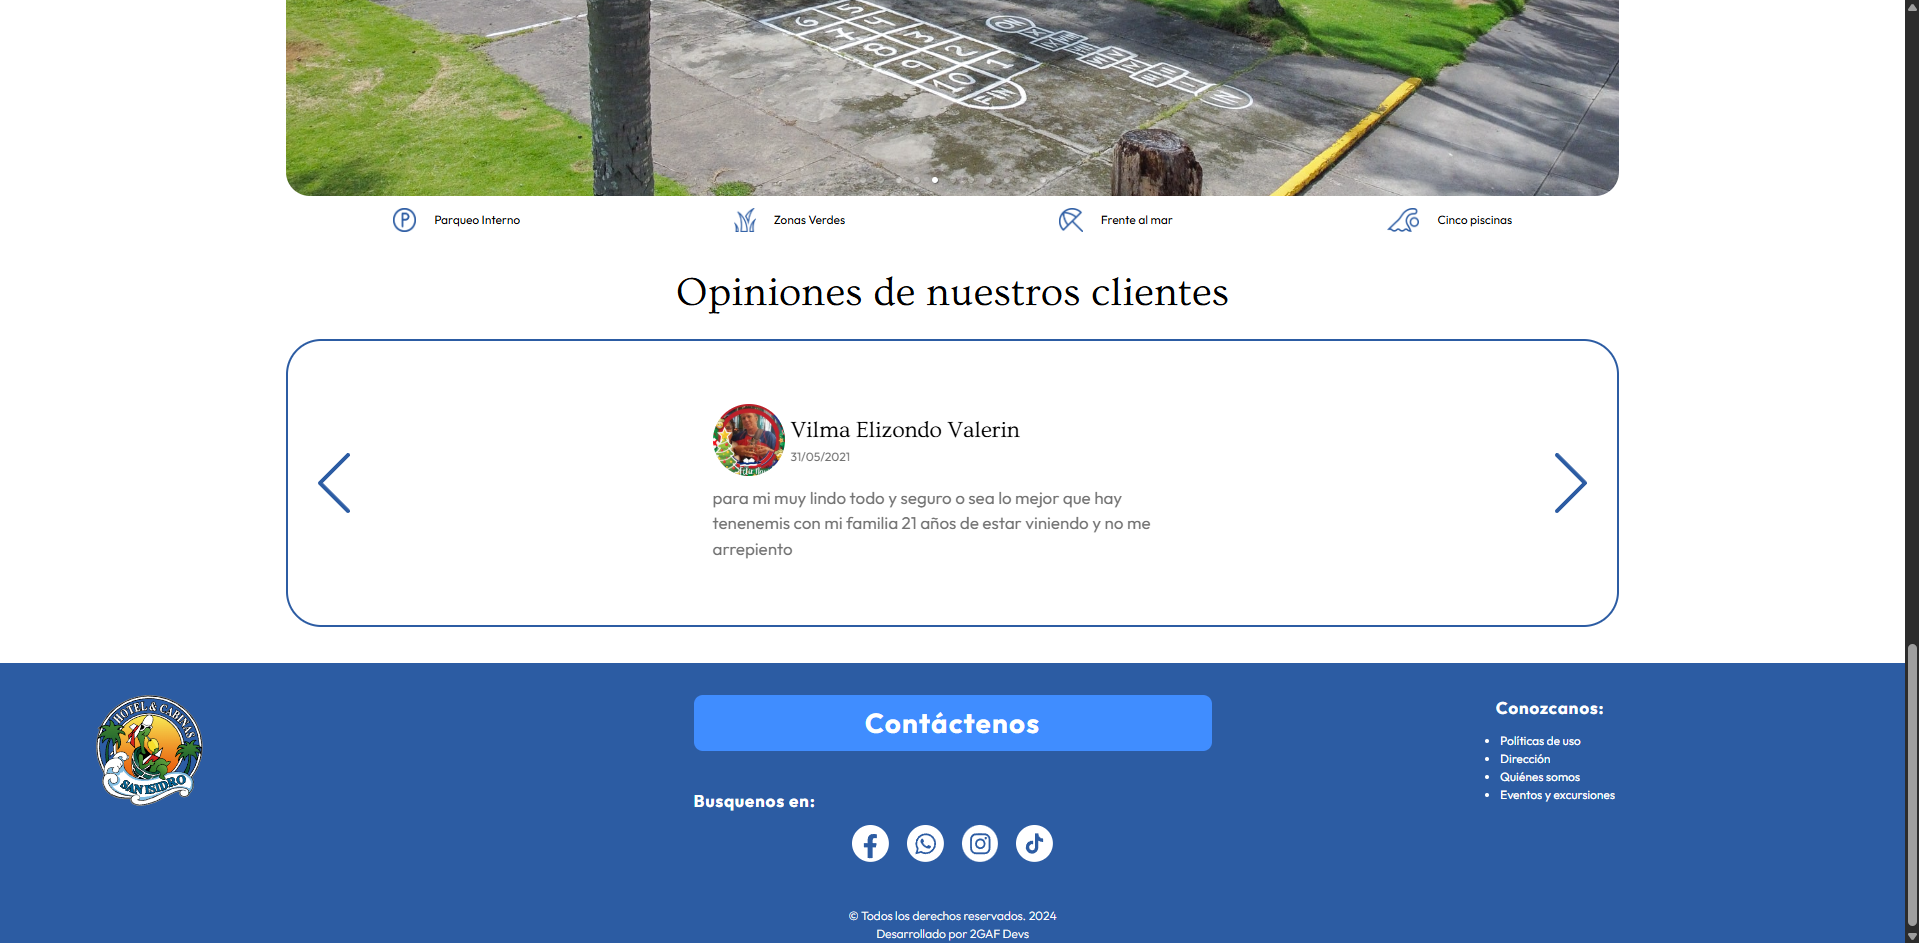 Parqueo Interno
Zonas Verdes
Frente al mar
Cinco piscinas
Opiniones de nuestros clientes
Vilma Elizondo Valerin
31/05/2021
para mi muy lindo todo y seguro o sea lo mejor que hay
tenenemis con mi familia 21 años de estar viniendo y no me
arrepiento
HOTEL & CABINAS
SAN ISIDRO
Contáctenos
Busquenos en:
Conozcanos:
Políticas de uso
Dirección
Quiénes somos
Eventos y excursiones
© Todos los derechos reservados. 2024
Desarrollado por 2GAF Devs